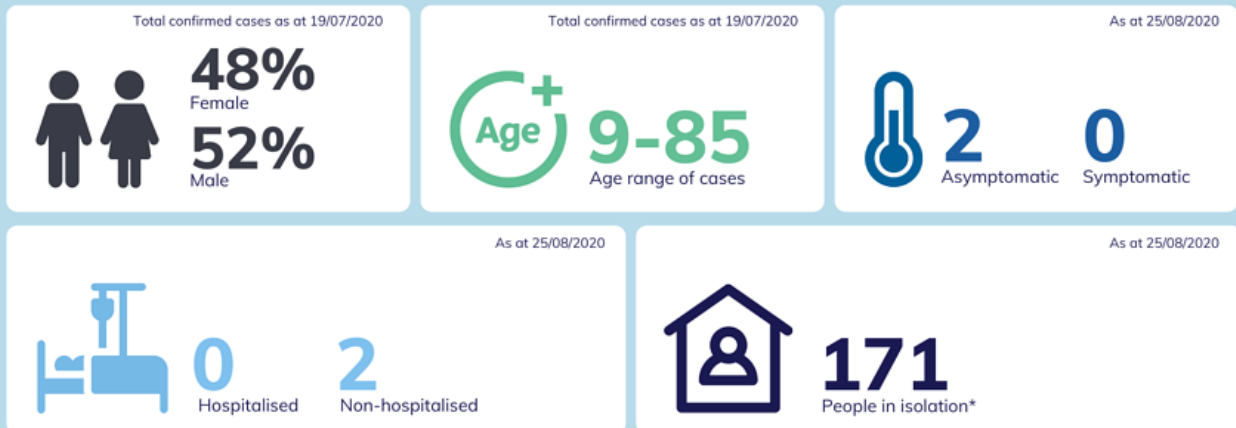 Total confirmed cases as at 19/07/2020
48%
Female
52%
Male
Total confirmed cases as at 19/07/2020
Age
9-85
Age range of cases
As at 25/08/2020
2 0
Asymptomatic Symptomatic
As at 25/08/2020
0 2
Hospitalised Non-hospitalised
As at 25/08/2020
171
People in isolation*